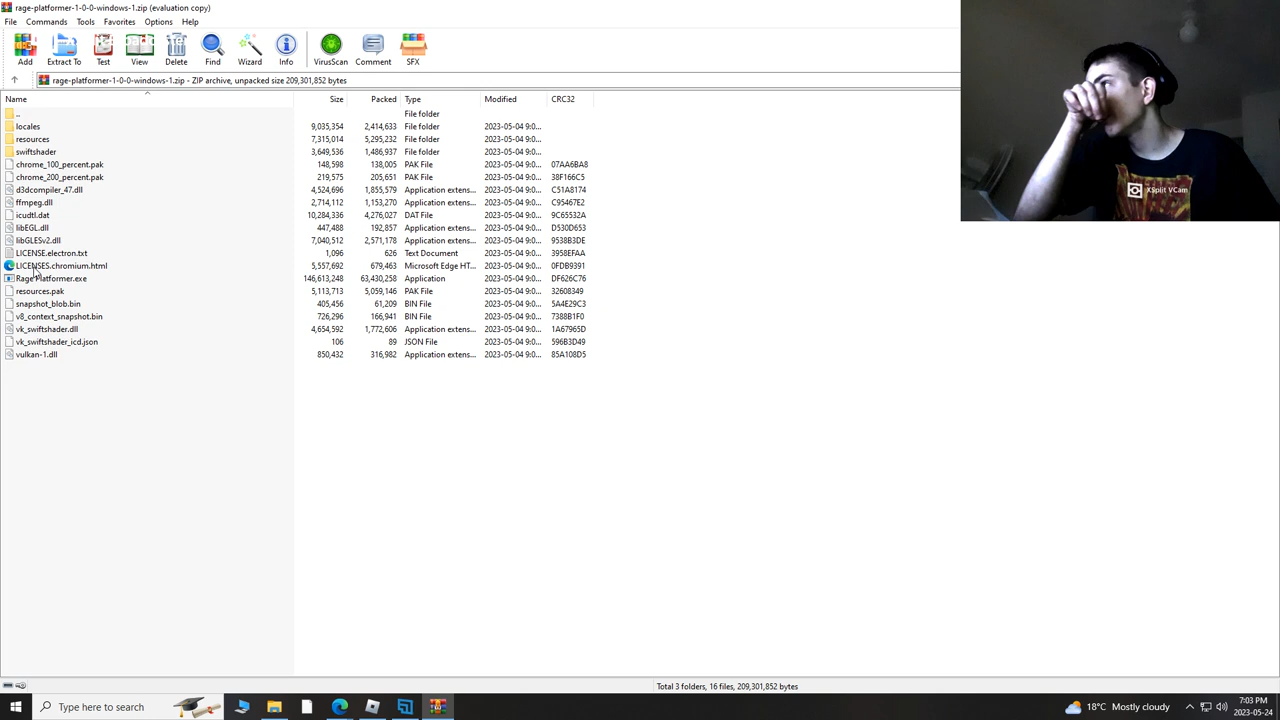 rage-platformer-1-0-0-windows-1.zip (evaluation copy)
File Commands Tools Favorites Options Help
Add Extract To Test View Delete Find Wizard Info VirusScan Comment SFX
rage-platformer-1-0-0-windows-1.zip - ZIP archive, unpacked size 209,301,852 bytes
Name Size Packed Type Modified CRC32
.. File folder
locales 9,035,354 2,414,633 File folder 2023-05-04 9:0...
resources 7,315,014 5,295,232 File folder 2023-05-04 9:0...
swiftshader 3,649,536 1,486,937 File folder 2023-05-04 9:0...
chrome_100_percent.pak 148,598 138,005 PAK File 2023-05-04 9:0... 07AA6BA8
chrome_200_percent.pak 219,575 205,651 PAK File 2023-05-04 9:0... 38F166C5
d3dcompiler_47.dll 4,524,696 1,855,579 Application extens... 2023-05-04 9:0... C51A8174
ffmpeg.dll 2,714,112 1,153,270 Application extens... 2023-05-04 9:0... C95467E2
icudtl.dat 10,284,336 4,276,027 DAT File 2023-05-04 9:0... 9C65532A
libEGL.dll 447,488 192,857 Application extens... 2023-05-04 9:0... D530D653
libGLESv2.dll 7,040,512 2,571,178 Application extens... 2023-05-04 9:0... 9538B3DE
LICENSE.electron.txt 1,096 626 Text Document 2023-05-04 9:0... 3958EFAA
LICENSES.chromium.html 5,557,692 679,463 Microsoft Edge HT... 2023-05-04 9:0... 0FDB9391
Rage Platformer.exe 146,613,248 63,430,258 Application 2023-05-04 9:0... DF626C76
resources.pak 5,113,713 5,059,146 PAK File 2023-05-04 9:0... 32608349
snapshot_blob.bin 405,456 61,209 BIN File 2023-05-04 9:0... 5A4E29C3
v8_context_snapshot.bin 726,296 166,941 BIN File 2023-05-04 9:0... 7388B1F0
vk_swiftshader.dll 4,654,592 1,772,606 Application extens... 2023-05-04 9:0... 1A67965D
vk_swiftshader_icd.json 106 89 JSON File 2023-05-04 9:0... 596B3D49
vulkan-1.dll 850,432 316,982 Application extens... 2023-05-04 9:0... 85A108D5
XSplit VCam
Total 3 folders, 16 files, 209,301,852 bytes
Type here to search
18°C Mostly cloudy
7:03 PM
2023-05-24